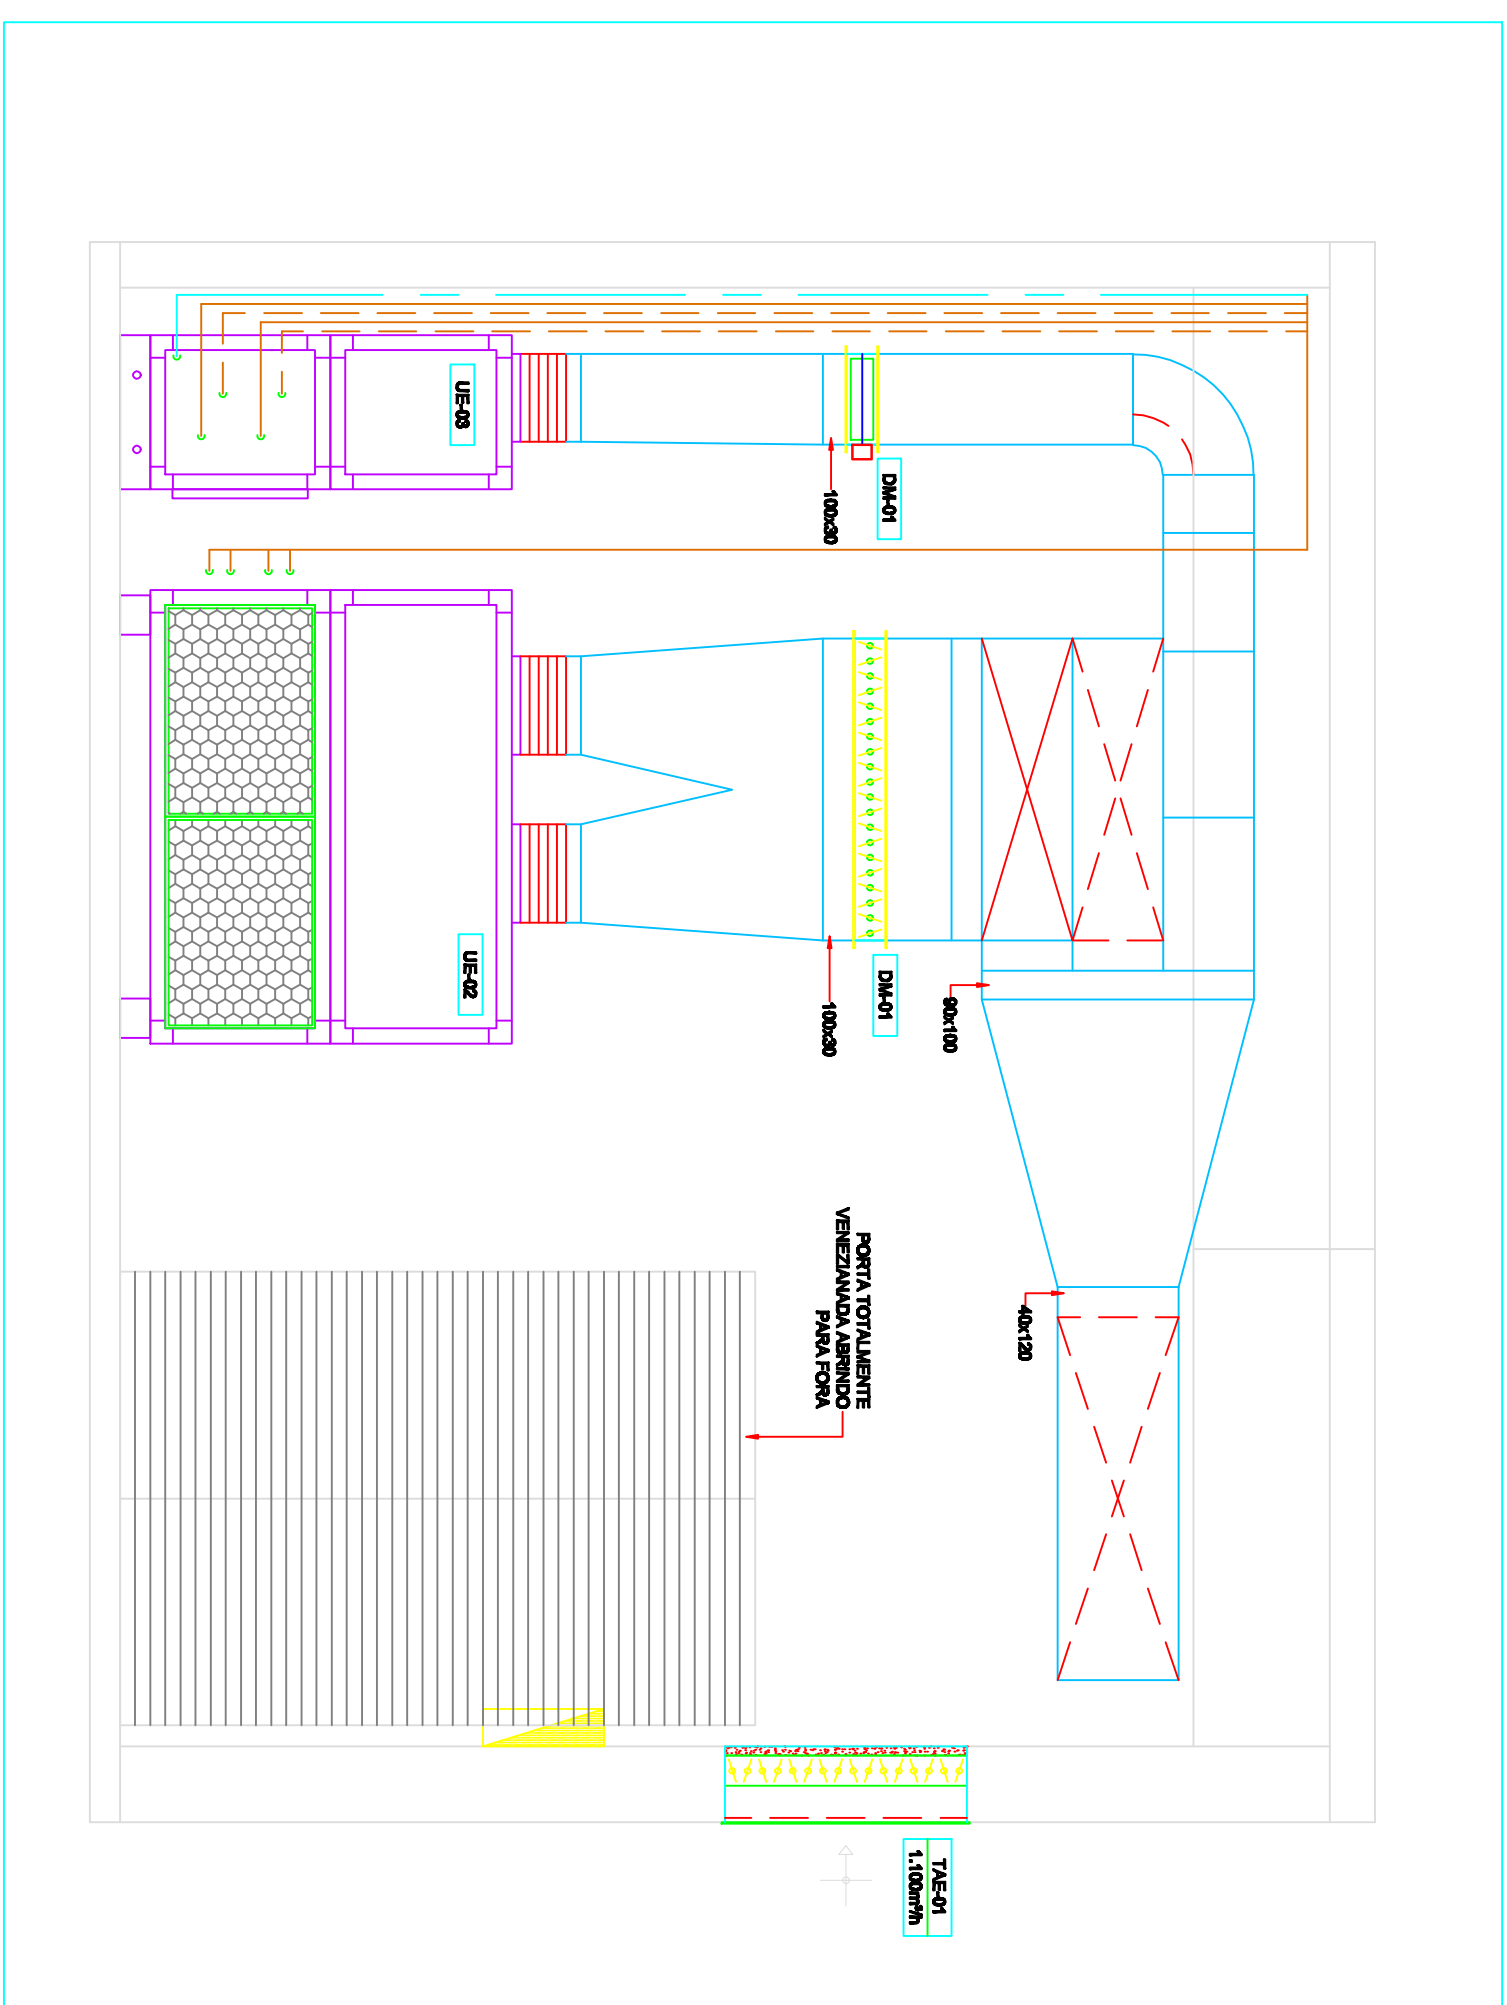 UE-03
DM-01
100x30
UE-02
DM-01
100x30
90x100
PORTA TOTALMENTE
VENEZIANADA ABRINDO
PARA FORA
40x120
TAE-01
1.100m³/h